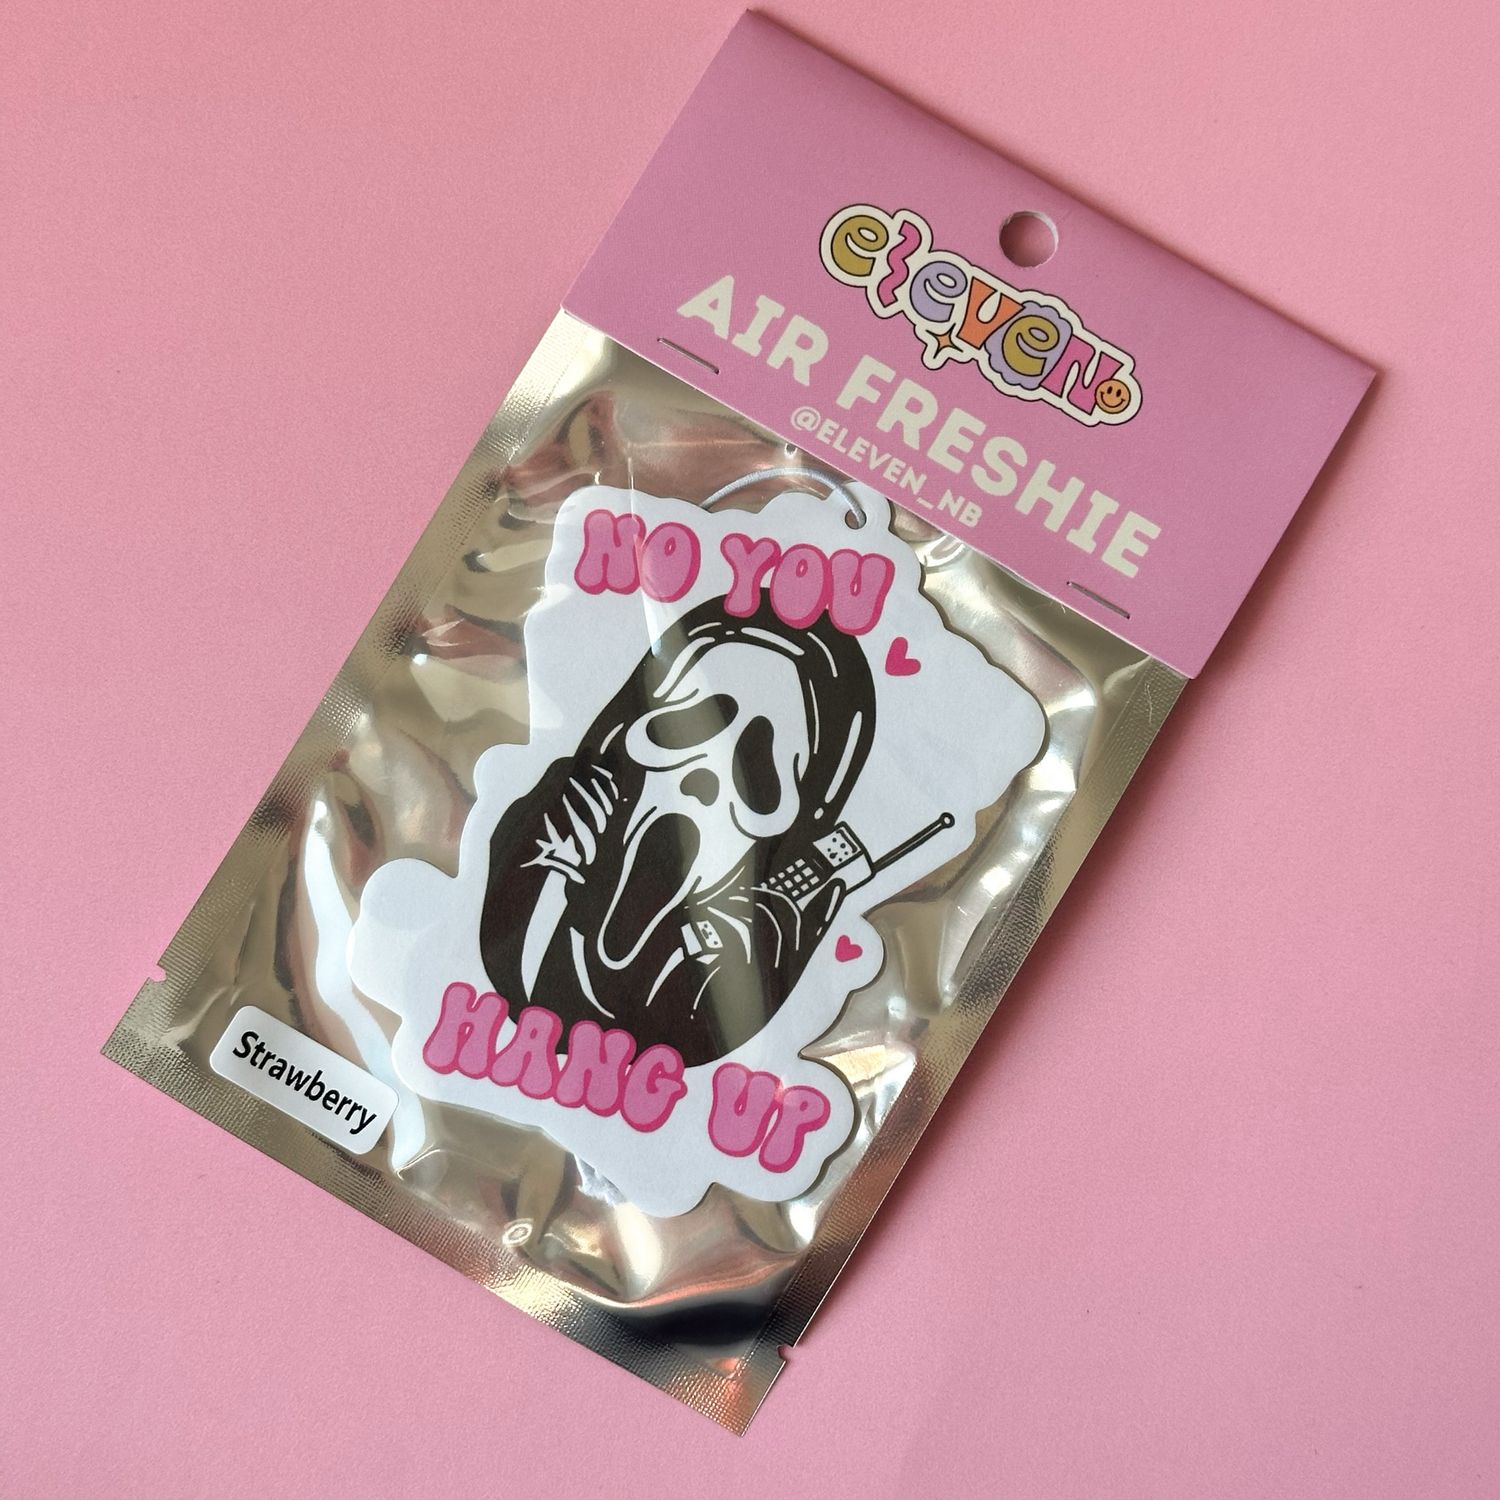 eleven
AIR FRESHIE
@ELEVEN_NB
NO YOU
HANG UP
Strawberry